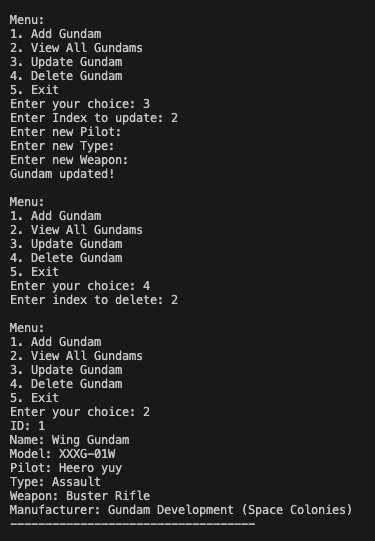 Menu:
1. Add Gundam
2. View All Gundams
3. Update Gundam
4. Delete Gundam
5. Exit
Enter your choice: 3
Enter Index to update: 2
Enter new Pilot:
Enter new Type:
Enter new Weapon:
Gundam updated!

Menu:
1. Add Gundam
2. View All Gundams
3. Update Gundam
4. Delete Gundam
5. Exit
Enter your choice: 4
Enter index to delete: 2

Menu:
1. Add Gundam
2. View All Gundams
3. Update Gundam
4. Delete Gundam
5. Exit
Enter your choice: 2
ID: 1
Name: Wing Gundam
Model: XXXG-01W
Pilot: Heero yuy
Type: Assault
Weapon: Buster Rifle
Manufacturer: Gundam Development (Space Colonies)
-----------------------------------